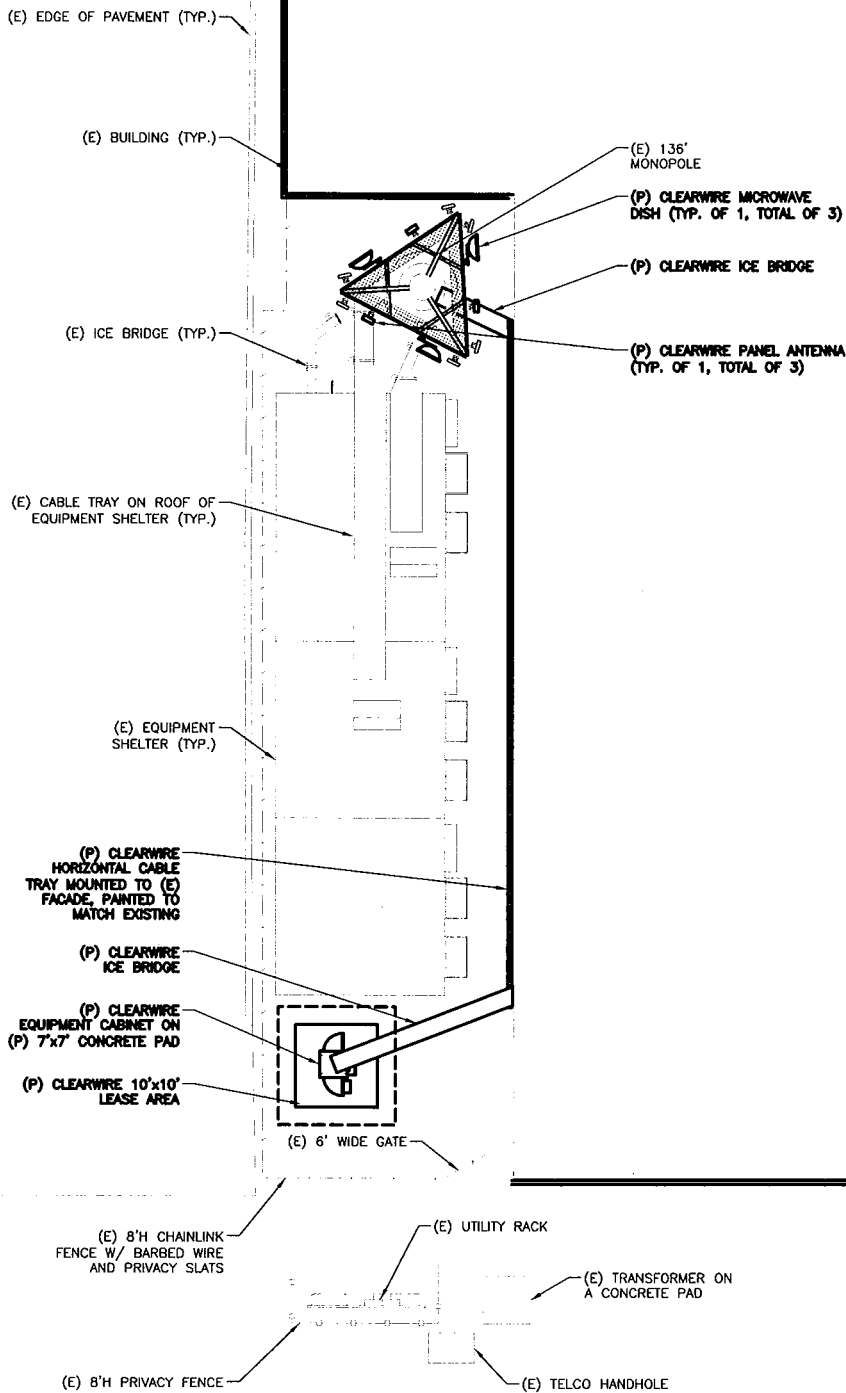 (E) EDGE OF PAVEMENT (TYP.)
(E) BUILDING (TYP.)
(E) 136'
MONOPOLE
(P) CLEARWIRE MICROWAVE
DISH (TYP. OF 1, TOTAL OF 3)
(P) CLEARWIRE ICE BRIDGE
(E) ICE BRIDGE (TYP.)
(P) CLEARWIRE PANEL ANTENNA
(TYP. OF 1, TOTAL OF 3)
(E) CABLE TRAY ON ROOF OF
EQUIPMENT SHELTER (TYP.)
(E) EQUIPMENT
SHELTER (TYP.)
(P) CLEARWIRE
HORIZONTAL CABLE
TRAY MOUNTED TO (E)
FACADE, PAINTED TO
MATCH EXISTING
(P) CLEARWIRE
ICE BRIDGE
(P) CLEARWIRE
EQUIPMENT CABINET ON
(P) 7'x7' CONCRETE PAD
(P) CLEARWIRE 10'x10'
LEASE AREA
(E) 6' WIDE GATE
(E) 8'H CHAINLINK
FENCE W/ BARBED WIRE
AND PRIVACY SLATS
(E) UTILITY RACK
(E) TRANSFORMER ON
A CONCRETE PAD
(E) 8'H PRIVACY FENCE
(E) TELCO HANDHOLE